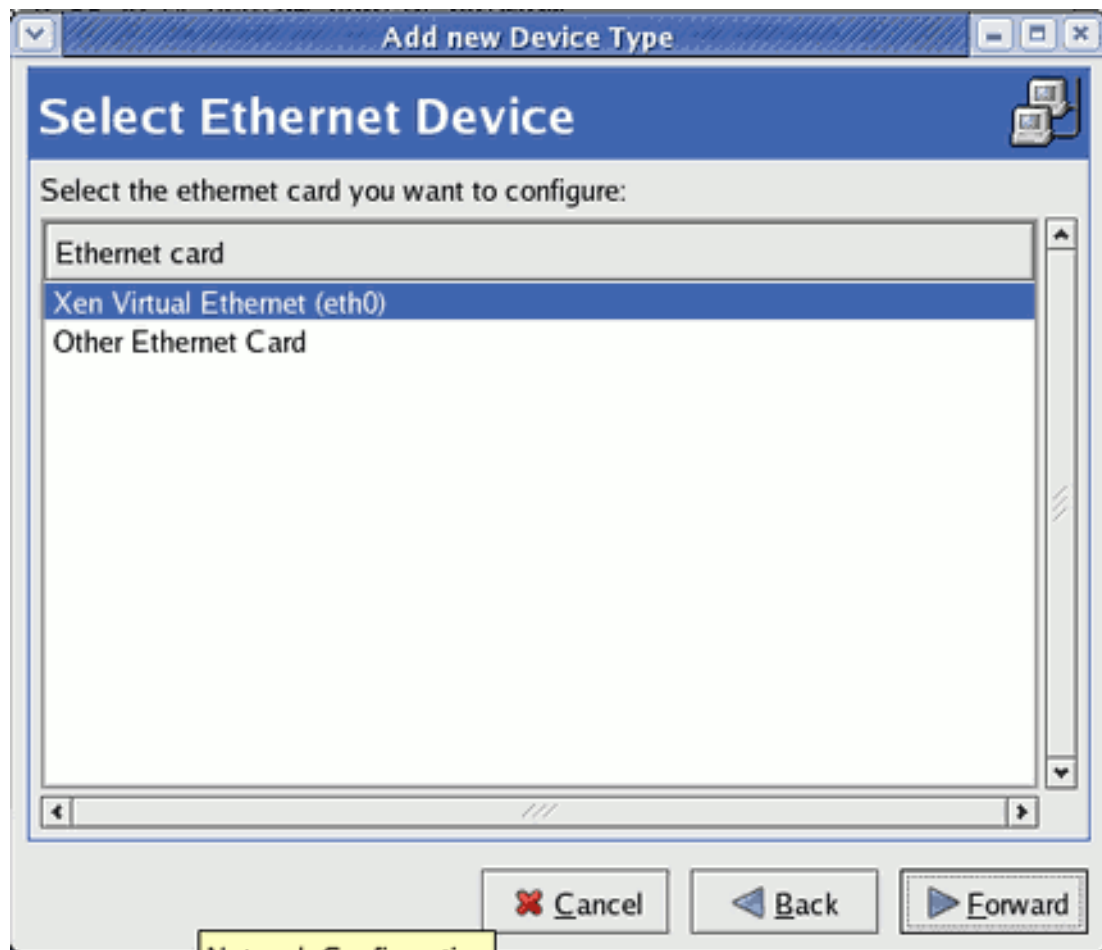 Add new Device Type
Select Ethernet Device
Select the ethernet card you want to configure:
Ethernet card
Xen Virtual Ethernet (eth0)
Other Ethernet Card
Cancel
Back
Forward